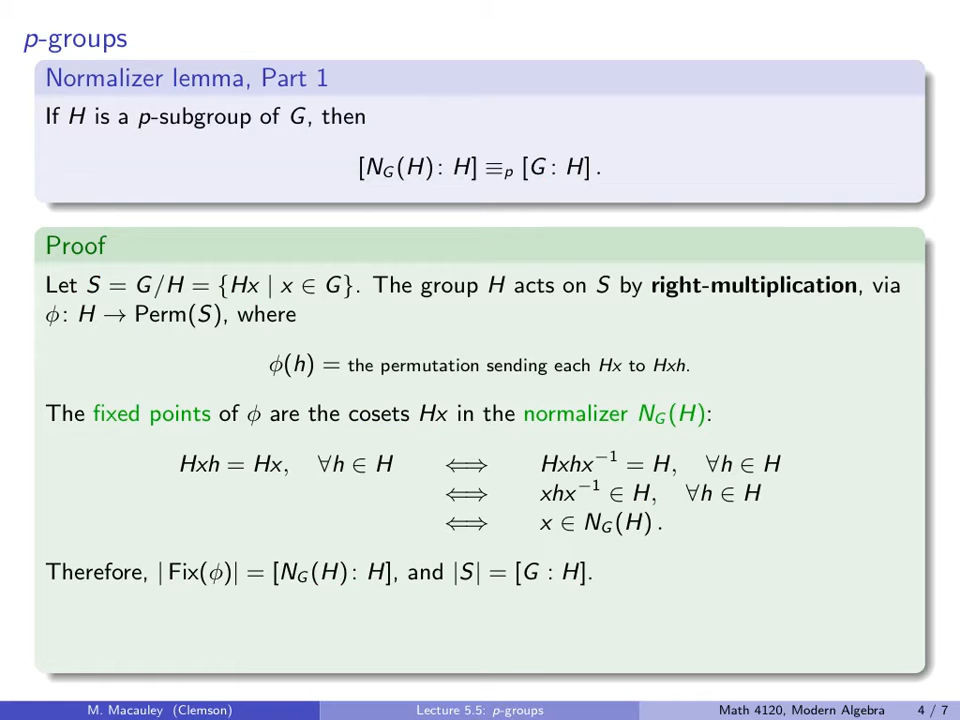 p-groups
Normalizer lemma, Part 1
If H is a p-subgroup of G, then
[N_G(H): H] ≡_p [G: H].
Proof
Let S = G/H = {Hx | x ∈ G}. The group H acts on S by right-multiplication, via
ϕ: H → Perm(S), where
ϕ(h) = the permutation sending each Hx to Hxh.
The fixed points of ϕ are the cosets Hx in the normalizer N_G(H):
Hxh = Hx, ∀h ∈ H ⟺ Hxhx⁻¹ = H, ∀h ∈ H
⟺ xhx⁻¹ ∈ H, ∀h ∈ H
⟺ x ∈ N_G(H).
Therefore, |Fix(ϕ)| = [N_G(H): H], and |S| = [G : H].
M. Macauley (Clemson) Lecture 5.5: p-groups Math 4120, Modern Algebra 4 / 7